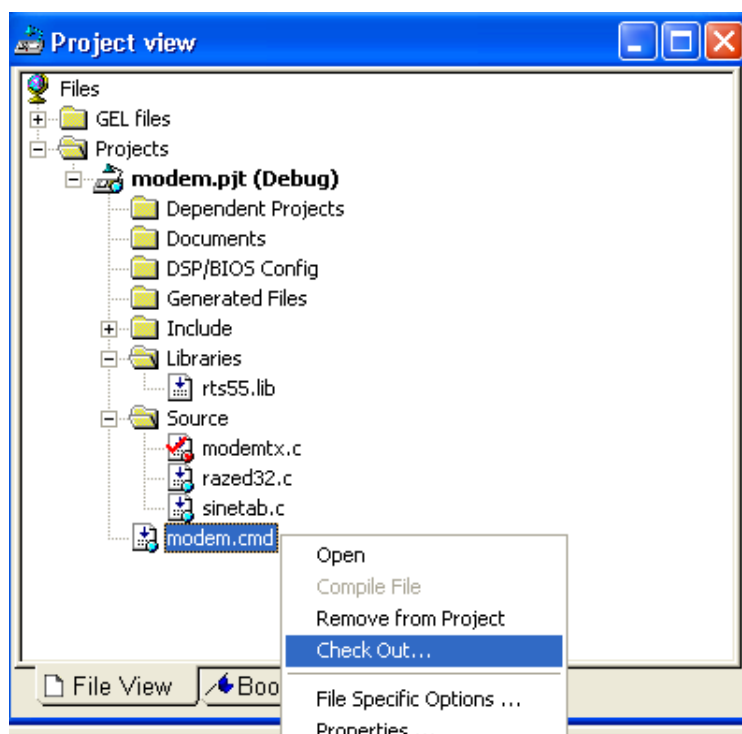 Project view
Files
GEL files
Projects
modem.pjt (Debug)
Dependent Projects
Documents
DSP/BIOS Config
Generated Files
Include
Libraries
rts55.lib
Source
modemtx.c
razed32.c
sinetab.c
modem.cmd
Open
Compile File
Remove from Project
Check Out...
File Specific Options ...
Properties
File View
Boo